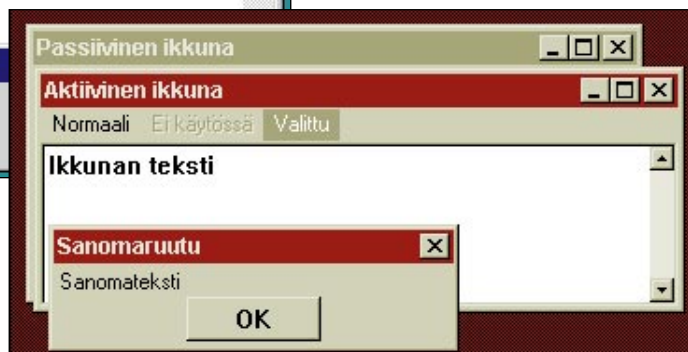 Passiivinen ikkuna
Aktiivinen ikkuna
Normaali Ei käytössä Valittu
Ikkunan teksti
Sanomaruutu
Sanomateksti
OK